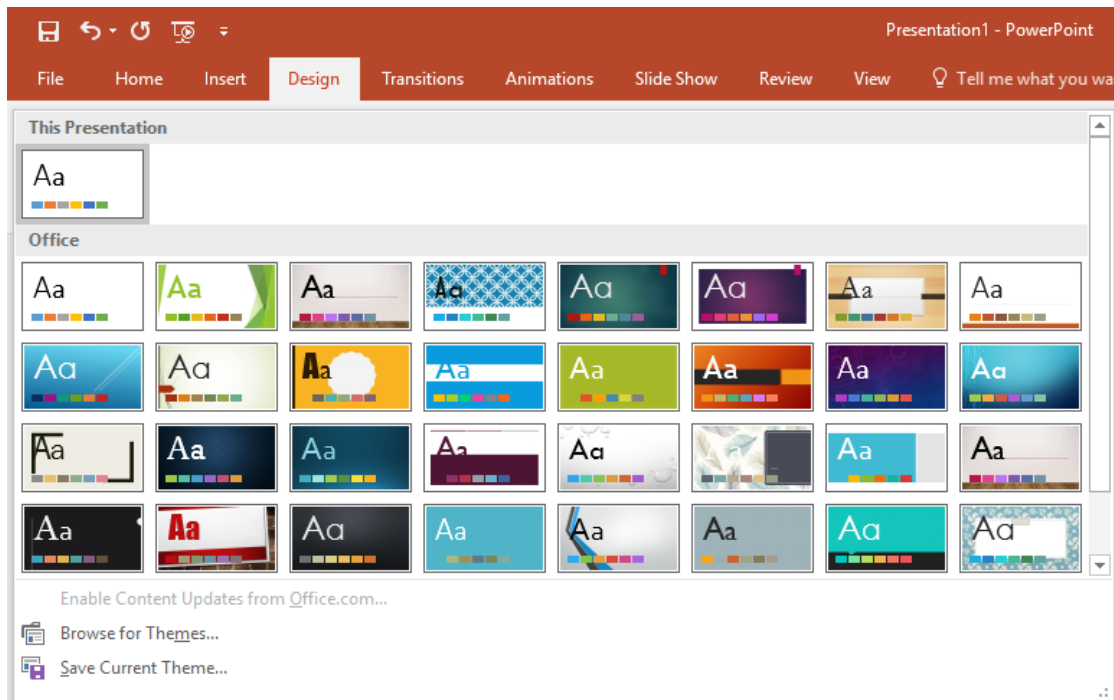 Presentation1 - PowerPoint
File Home Insert Design Transitions Animations Slide Show Review View Tell me what you wa
This Presentation
Aa
Office
Aa Aa Aa Aa Aa Aa Aa Aa
Aa Aa Aa Aa Aa Aa Aa Aa
Aa Aa Aa Aa Aa Aa Aa
Aa Aa Aa Aa Aa Aa Aa Aa
Enable Content Updates from Office.com...
Browse for Themes...
Save Current Theme...